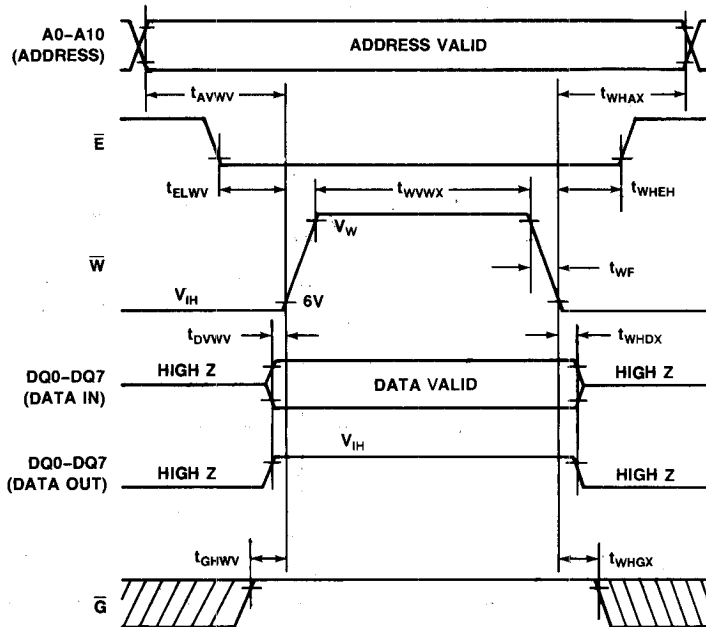 A0–A10
(ADDRESS)
ADDRESS VALID
tAVWV
tWHAX
E̅
tELWV
tWVWX
tWHEH
VW
W̅
tWF
VIH
6V
tDVWV
tWHDX
DQ0–DQ7
(DATA IN)
HIGH Z
DATA VALID
HIGH Z
VIH
DQ0–DQ7
(DATA OUT)
HIGH Z
HIGH Z
tGHWV
tWHGX
G̅